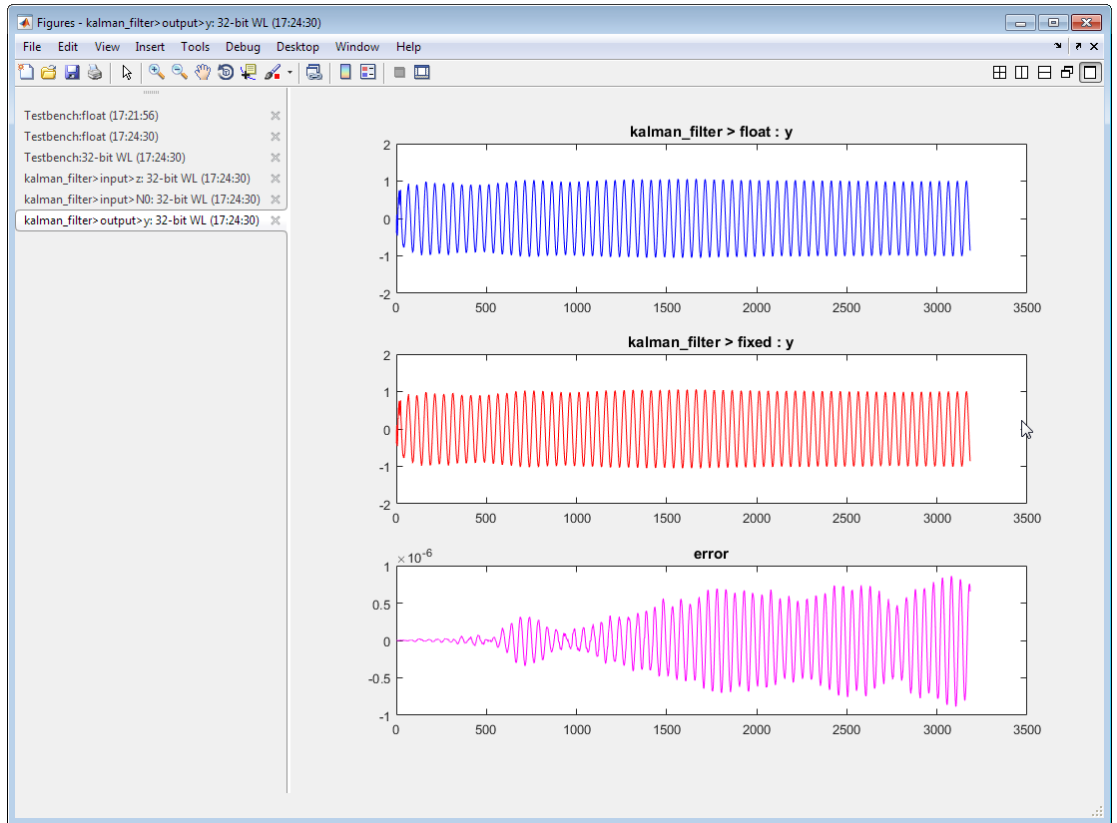 Figures - kalman_filter>output>y: 32-bit WL (17:24:30)
File Edit View Insert Tools Debug Desktop Window Help
Testbench:float (17:21:56)
Testbench:float (17:24:30)
Testbench:32-bit WL (17:24:30)
kalman_filter>input>z: 32-bit WL (17:24:30)
kalman_filter>input>N0: 32-bit WL (17:24:30)
kalman_filter>output>y: 32-bit WL (17:24:30)
kalman_filter > float : y
2
1
0
-1
-2
0 500 1000 1500 2000 2500 3000 3500
kalman_filter > fixed : y
2
1
0
-1
-2
0 500 1000 1500 2000 2500 3000 3500
error
×10^-6
1
0.5
0
-0.5
-1
0 500 1000 1500 2000 2500 3000 3500